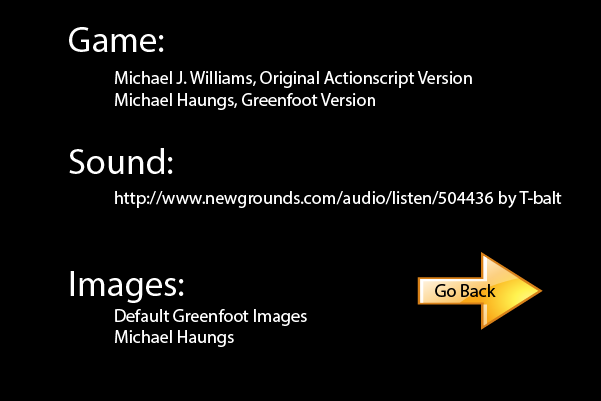 Game:
Michael J. Williams, Original Actionscript Version
Michael Haungs, Greenfoot Version
Sound:
http://www.newgrounds.com/audio/listen/504436 by T-balt
Images:
Default Greenfoot Images
Michael Haungs
Go Back